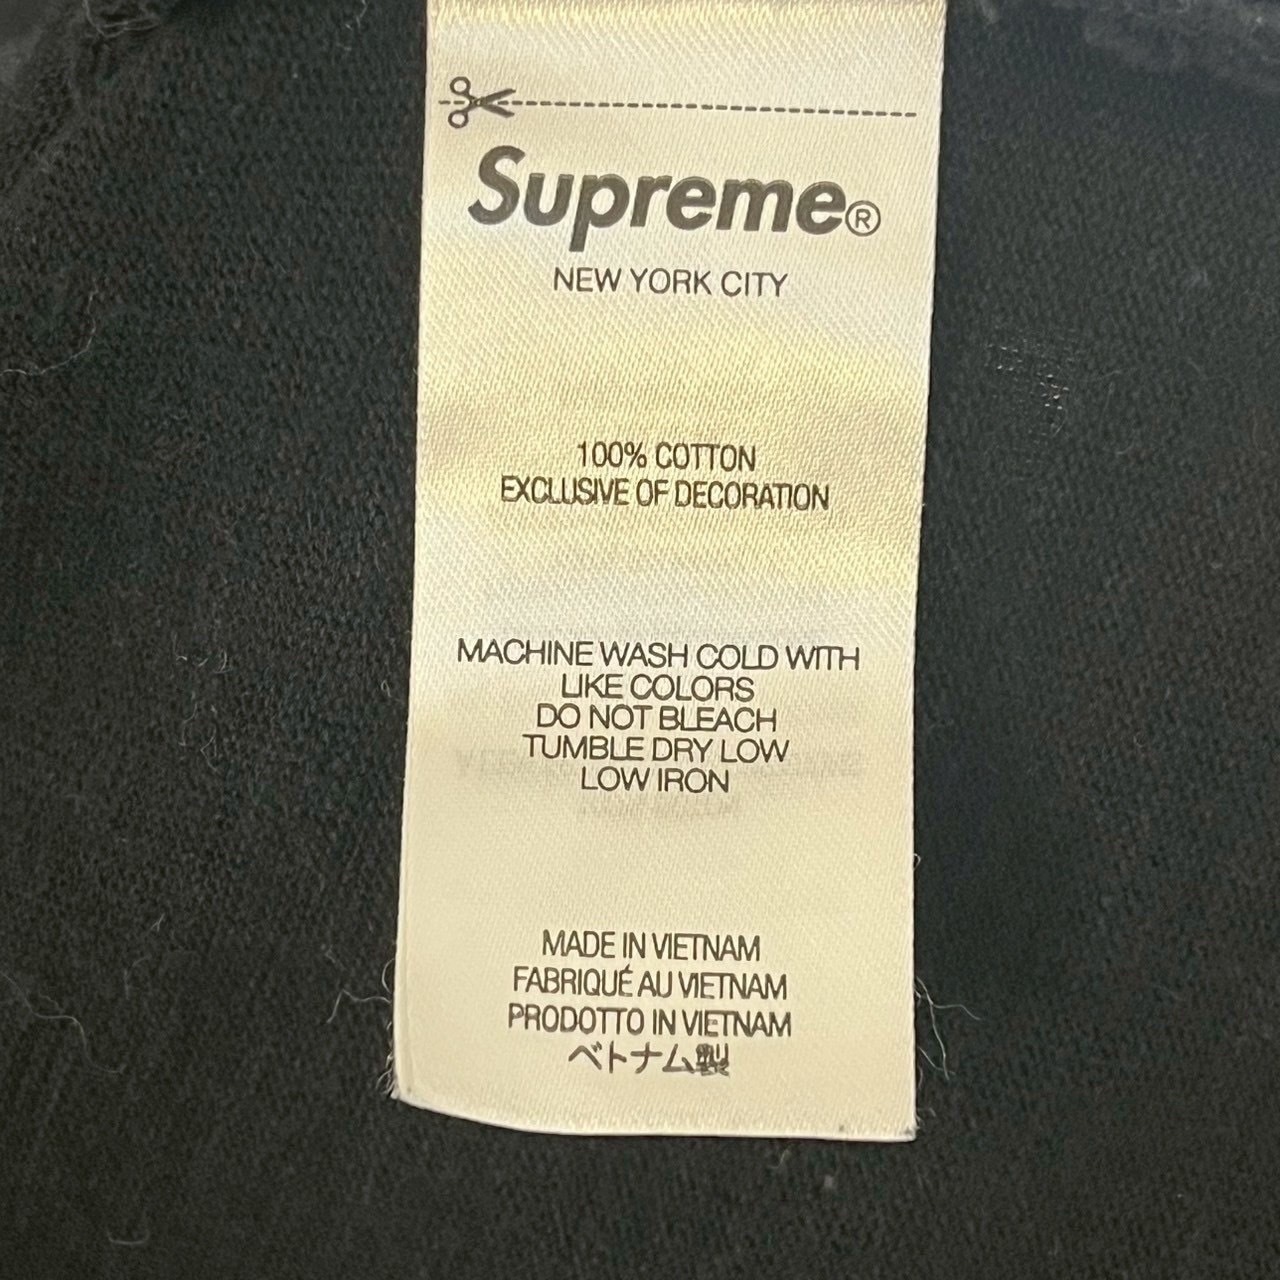 Supreme®
NEW YORK CITY
100% COTTON
EXCLUSIVE OF DECORATION
MACHINE WASH COLD WITH
LIKE COLORS
DO NOT BLEACH
TUMBLE DRY LOW
LOW IRON
MADE IN VIETNAM
FABRIQUÉ AU VIETNAM
PRODOTTO IN VIETNAM
ベトナム製